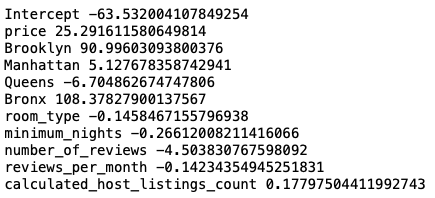 Intercept -63.532004107849254
price 25.291611580649814
Brooklyn 90.99603093800376
Manhattan 5.127678358742941
Queens -6.704862674747806
Bronx 108.37827900137567
room_type -0.1458467155796938
minimum_nights -0.26612008211416066
number_of_reviews -4.503830767598092
reviews_per_month -0.14234354945251831
calculated_host_listings_count 0.17797504411992743